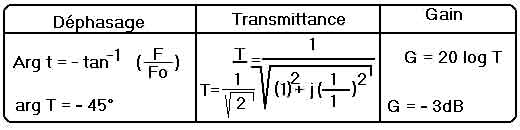 Déphasage Transmittance Gain
Arg t = - tan⁻¹ (F/Fo) T = 1/√((1)² + j(1/1)²) G = 20 log T
arg T = - 45° T = 1/√2 G = - 3dB